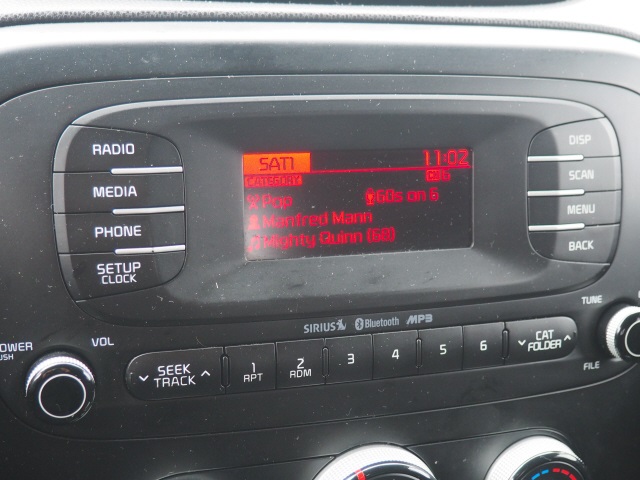 RADIO
MEDIA
PHONE
SETUP
CLOCK
SAT1 11:02
CATEGORY CH 6
Pop 60s on 6
Manfred Mann
Mighty Quinn (68)
DISP
SCAN
MENU
BACK
SIRIUS Bluetooth MP3
POWER
PUSH
VOL
SEEK
TRACK
1
RPT
2
RDM
3
4
5
6
CAT
FOLDER
TUNE
FILE